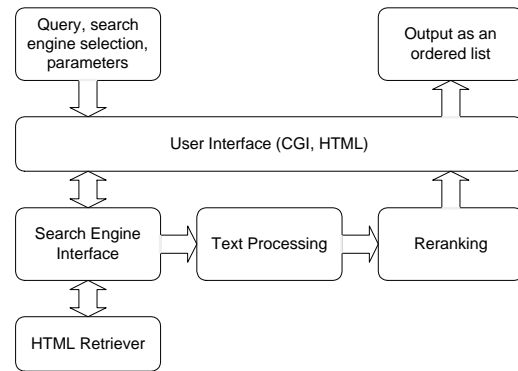 Query, search
engine selection,
parameters
Output as an
ordered list
User Interface (CGI, HTML)
Search Engine
Interface
Text Processing
Reranking
HTML Retriever